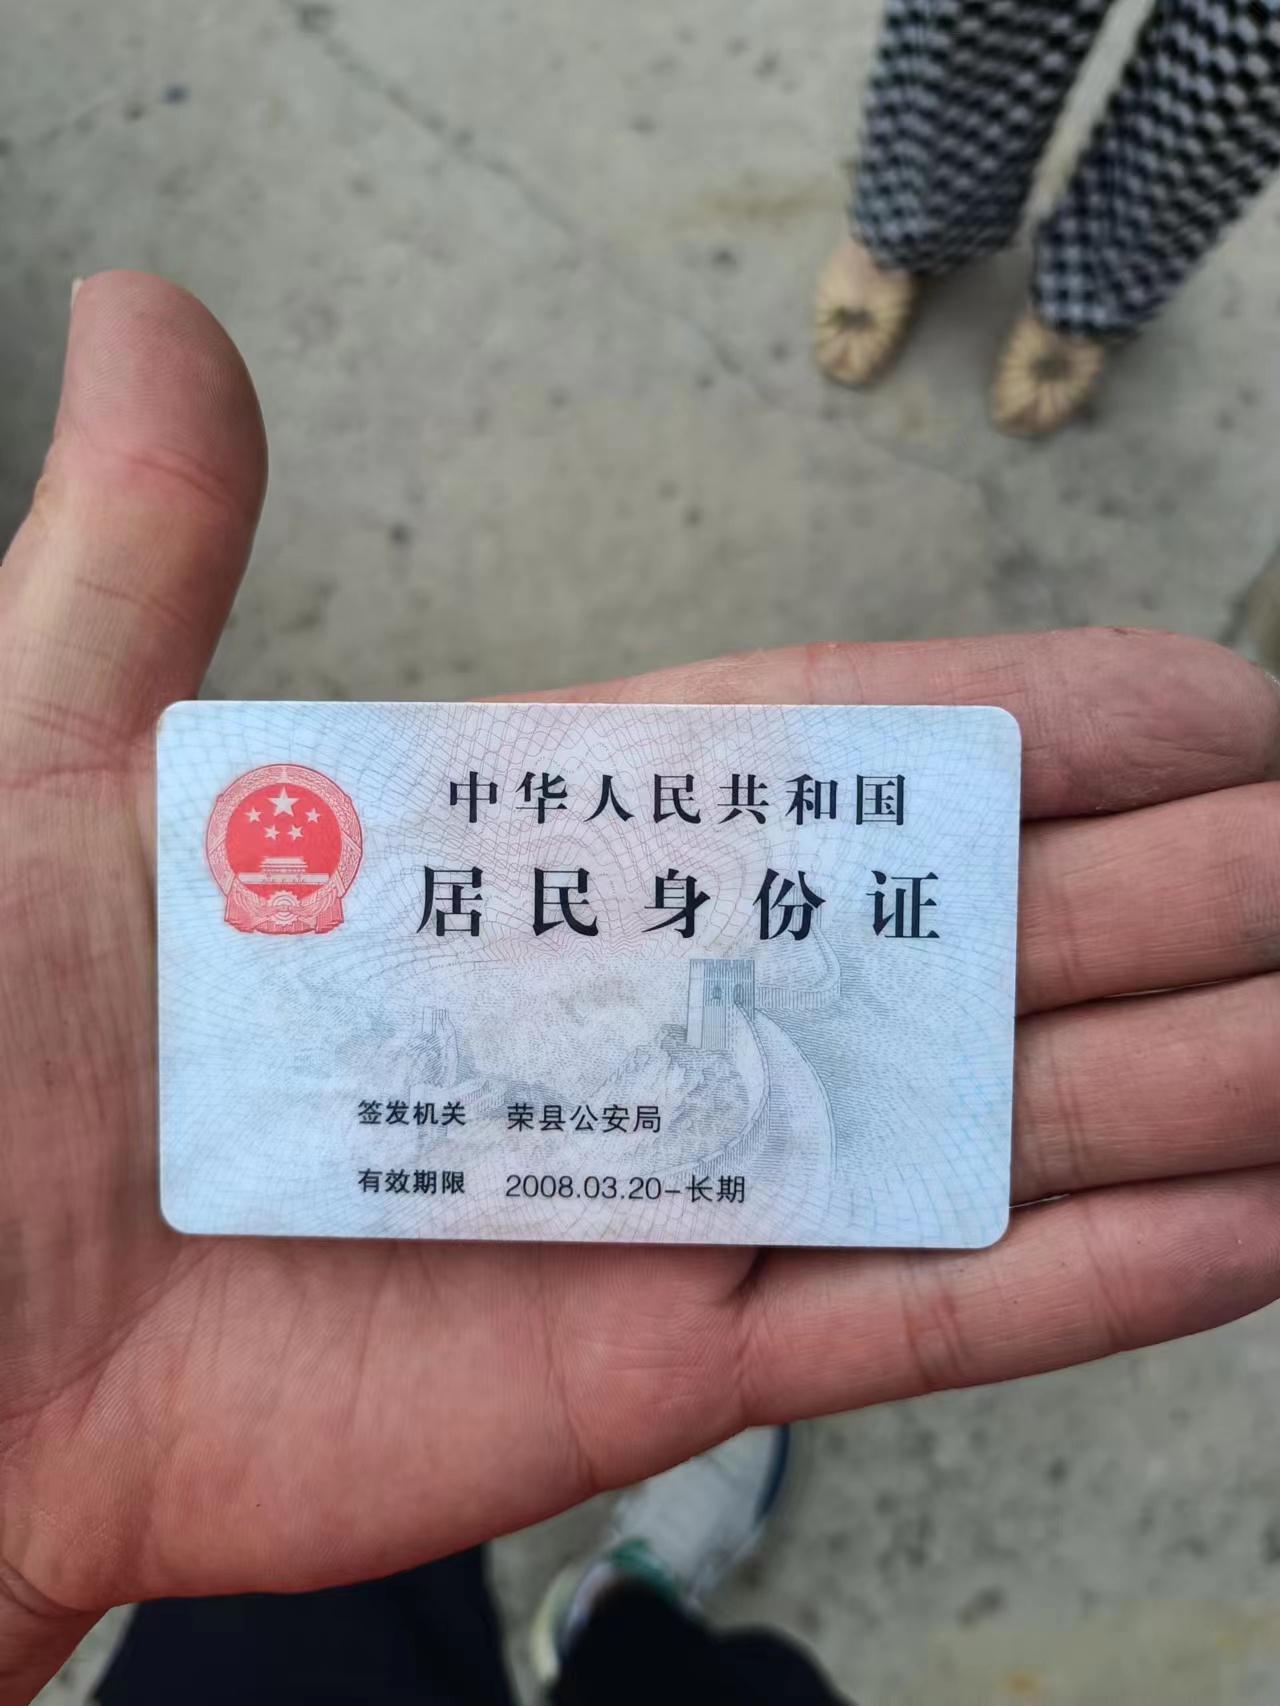 中华人民共和国
居民身份证
签发机关 荣县公安局
有效期限 2008.03.20-长期